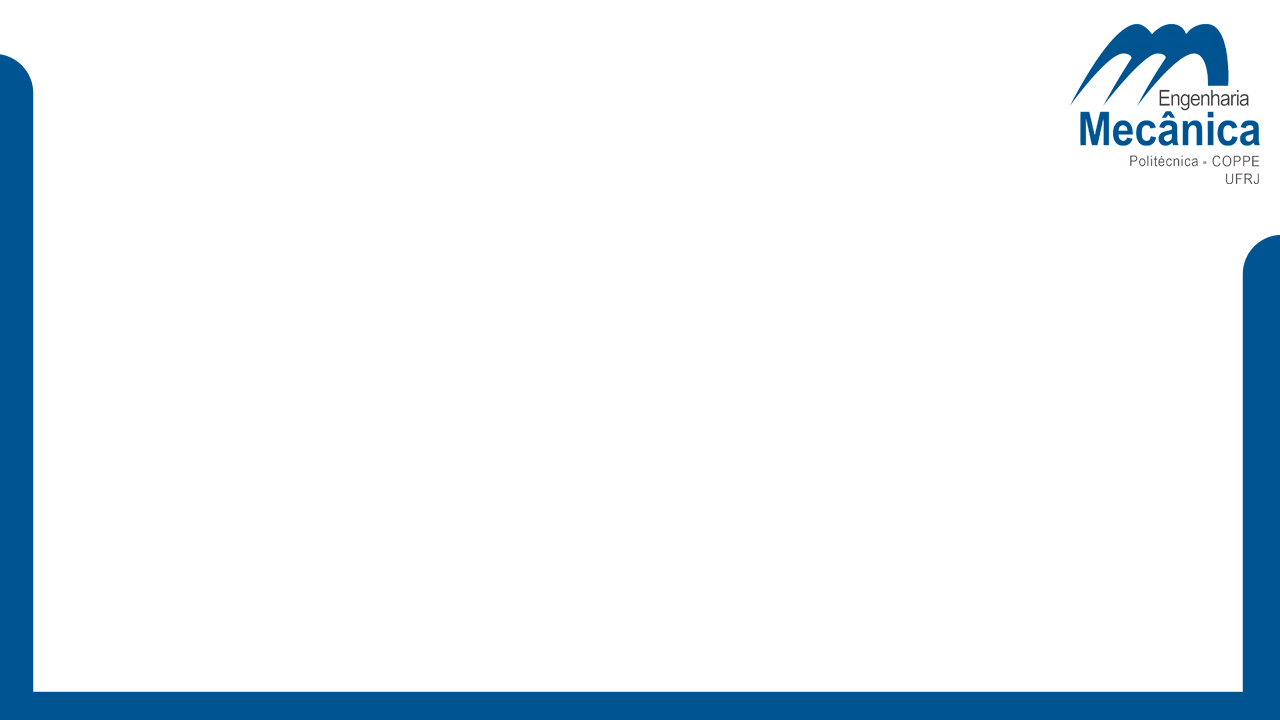 Engenharia
Mecânica
Politécnica • COPPE
UFRJ